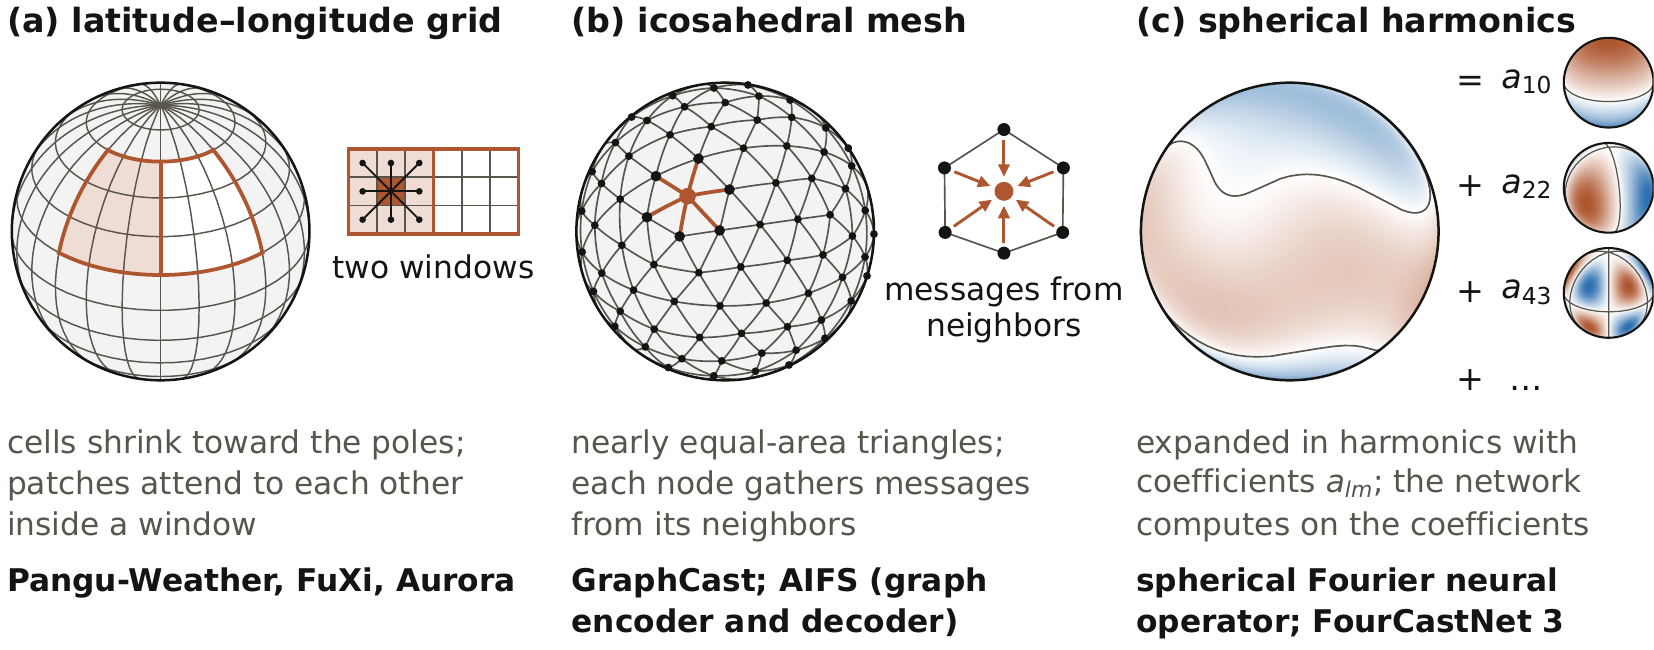 (a) latitude–longitude grid
two windows
cells shrink toward the poles;
patches attend to each other
inside a window
Pangu-Weather, FuXi, Aurora
(b) icosahedral mesh
messages from
neighbors
nearly equal-area triangles;
each node gathers messages
from its neighbors
GraphCast; AIFS (graph
encoder and decoder)
(c) spherical harmonics
= a₁₀
+ a₂₂
+ a₄₃
+ ...
expanded in harmonics with
coefficients aₗₘ; the network
computes on the coefficients
spherical Fourier neural
operator; FourCastNet 3